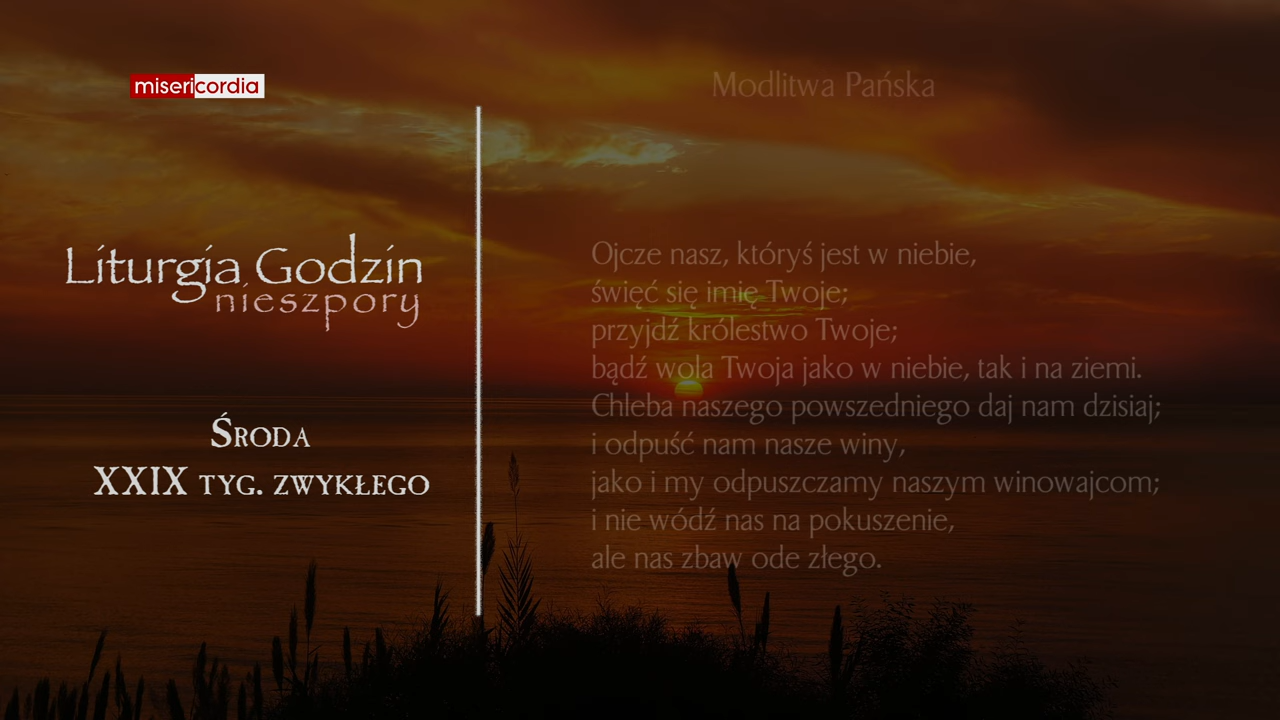 misericordia
Liturgia Godzin
nieszpory
Środa
XXIX tyg. zwykłego
Modlitwa Pańska
Ojcze nasz, któryś jest w niebie,
święć się imię Twoje;
przyjdź królestwo Twoje;
bądź wola Twoja jako w niebie, tak i na ziemi.
Chleba naszego powszedniego daj nam dzisiaj;
i odpuść nam nasze winy,
jako i my odpuszczamy naszym winowajcom;
i nie wódź nas na pokuszenie,
ale nas zbaw ode złego.